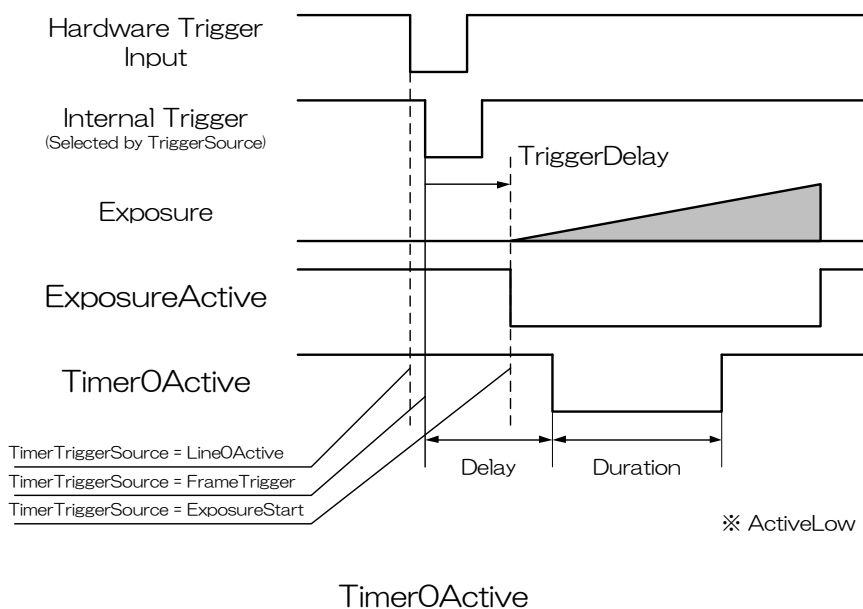 Hardware Trigger
Input
Internal Trigger
(Selected by TriggerSource)
TriggerDelay
Exposure
ExposureActive
Timer0Active
TimerTriggerSource = Line0Active
TimerTriggerSource = FrameTrigger
TimerTriggerSource = ExposureStart
Delay
Duration
※ ActiveLow
Timer0Active